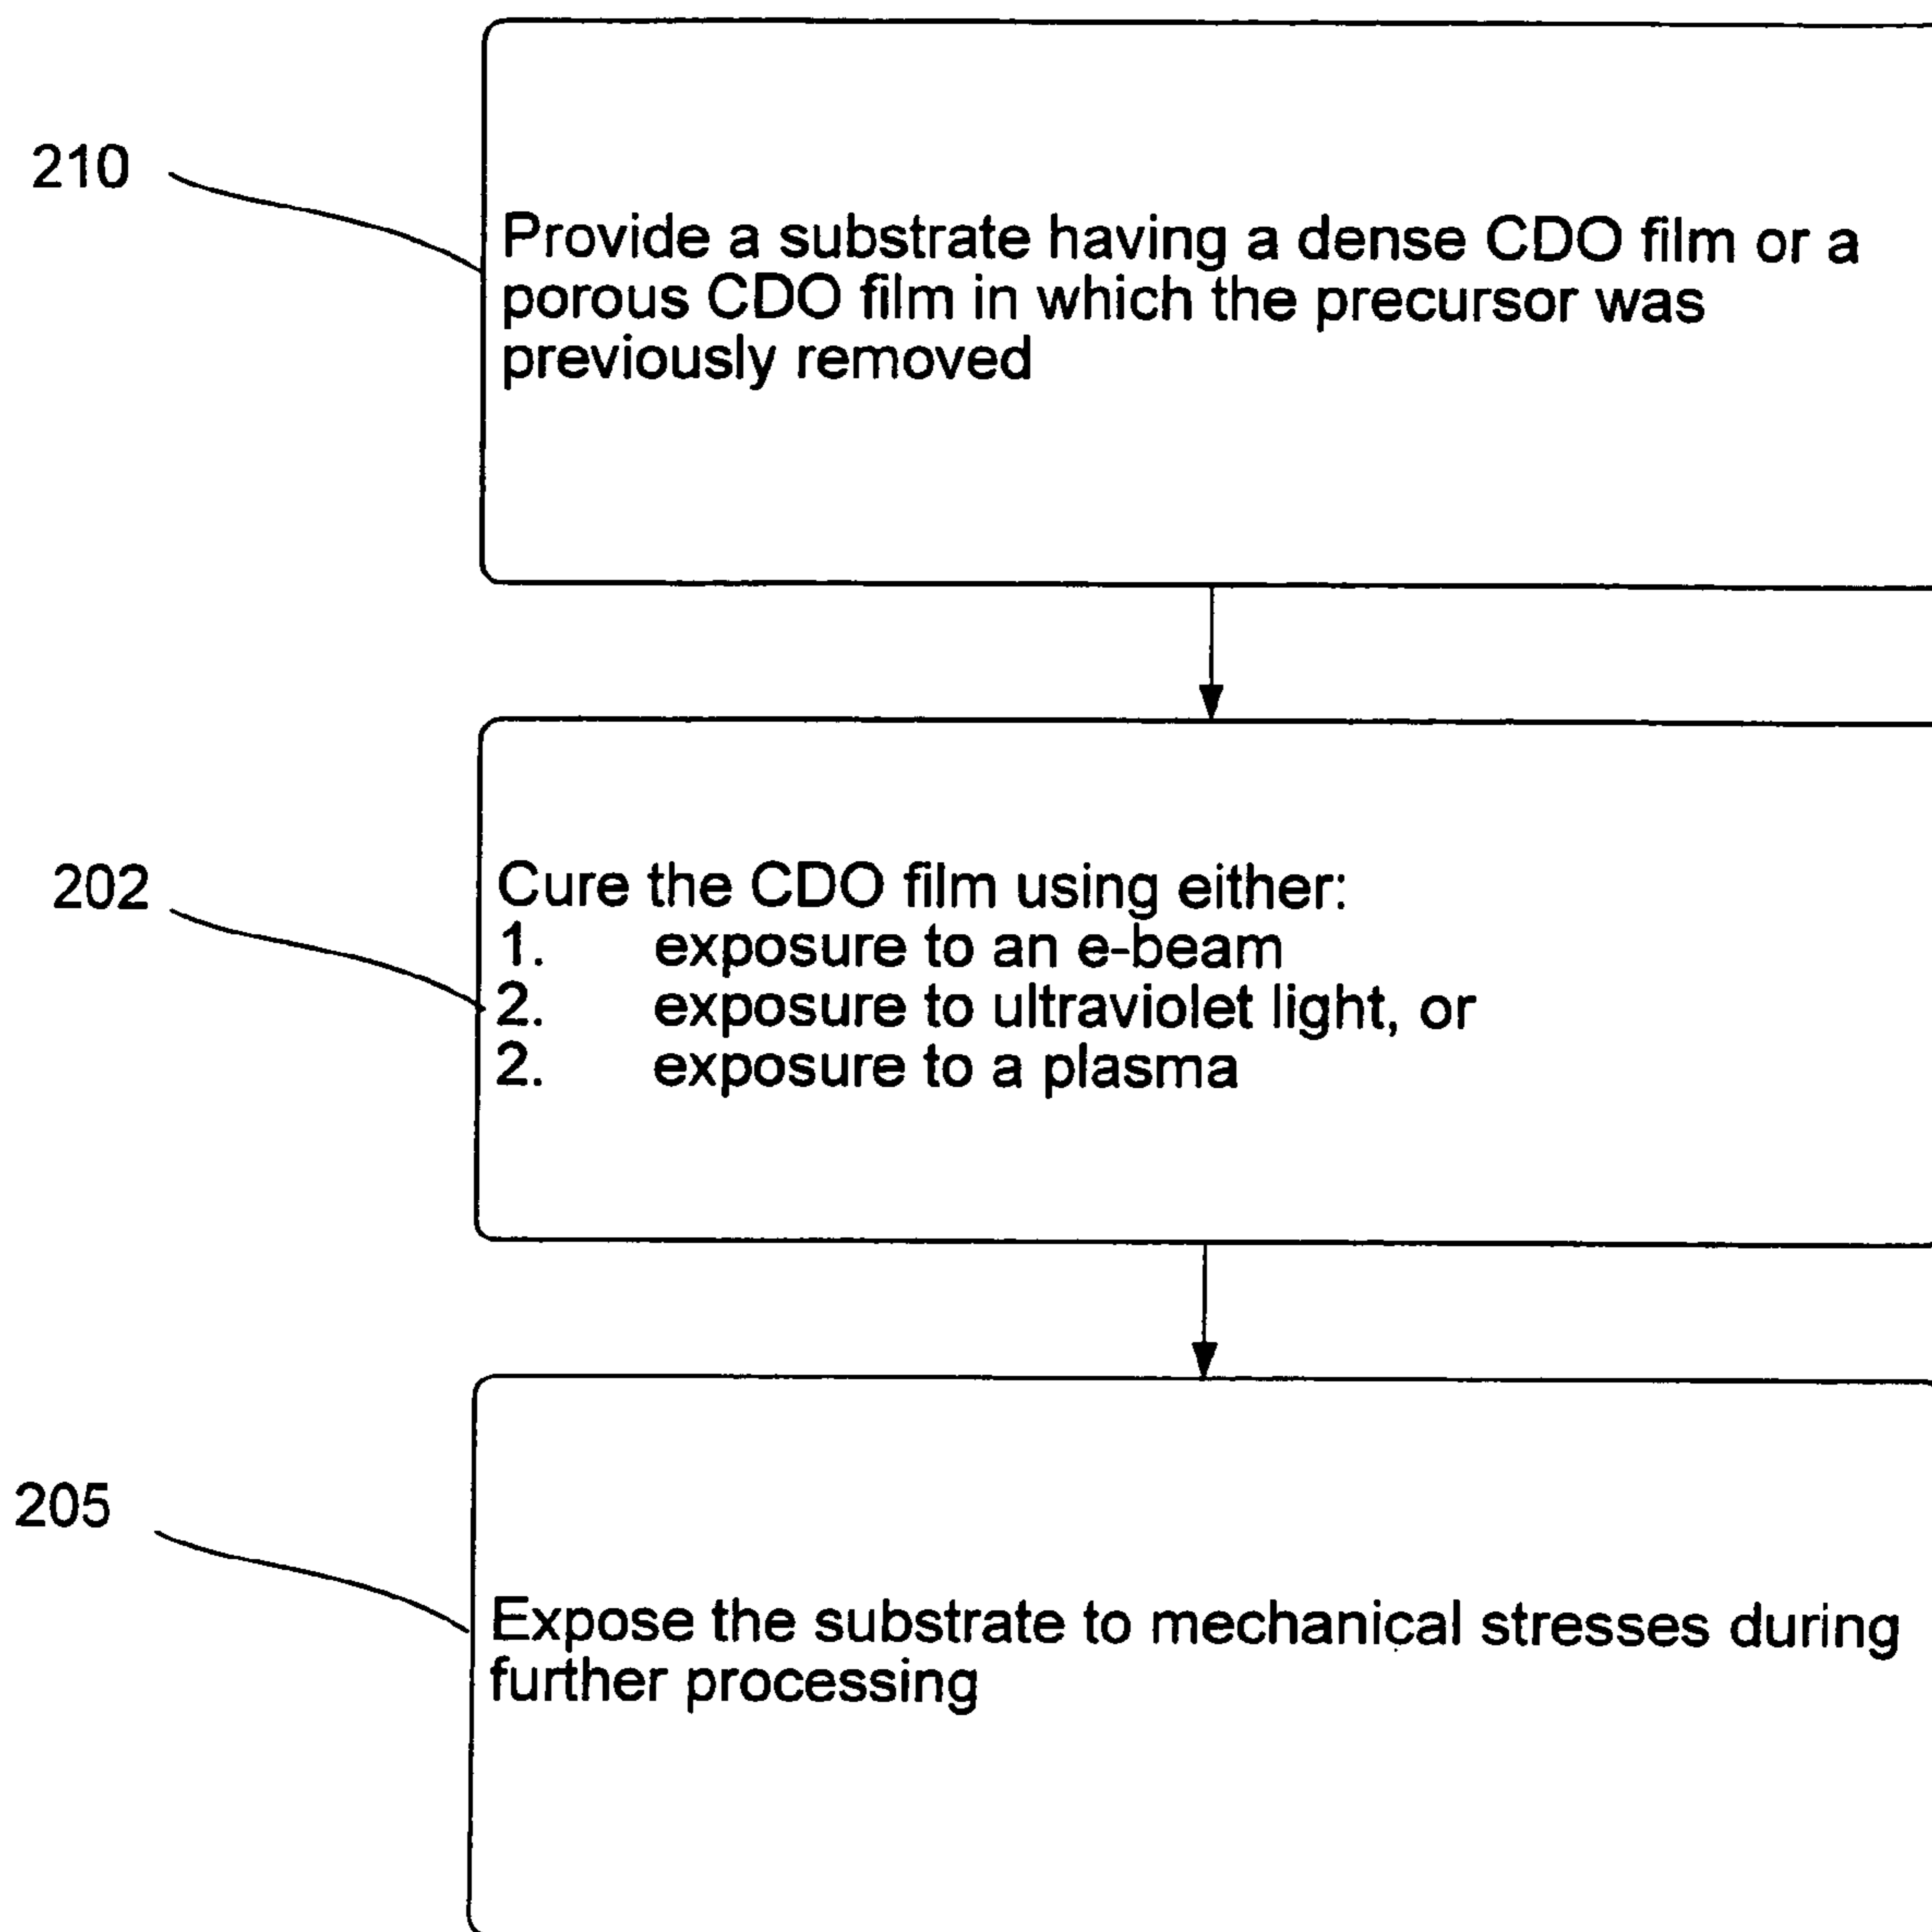 210
Provide a substrate having a dense CDO film or a
porous CDO film in which the precursor was
previously removed
202
Cure the CDO film using either:
1. exposure to an e-beam
2. exposure to ultraviolet light, or
2. exposure to a plasma
205
Expose the substrate to mechanical stresses during
further processing